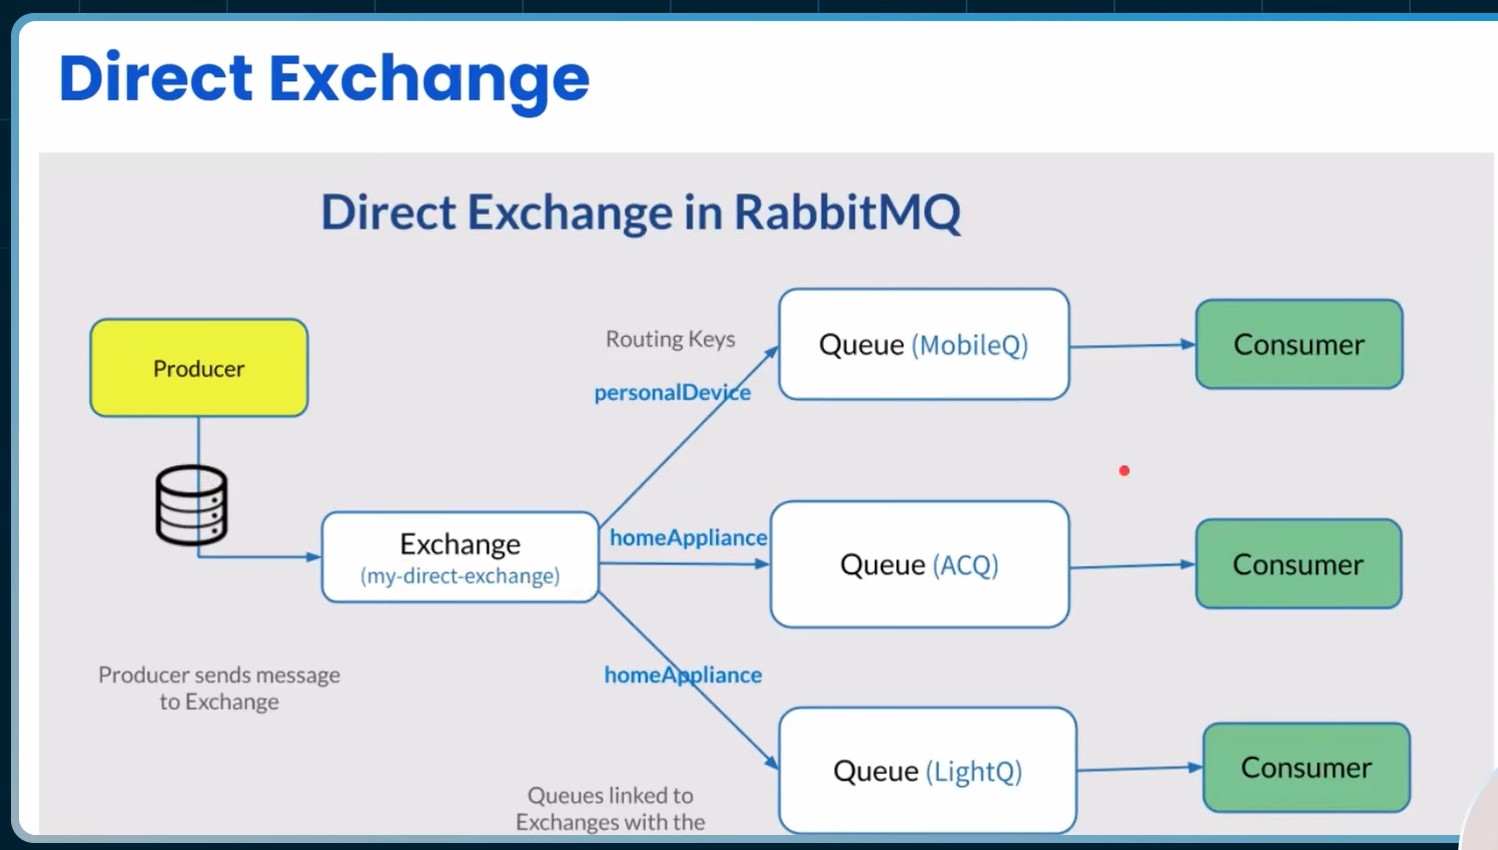 Direct Exchange
Direct Exchange in RabbitMQ
Producer
Routing Keys
personalDevice
Queue (MobileQ)
Consumer
Exchange
(my-direct-exchange)
homeAppliance
Queue (ACQ)
Consumer
Producer sends message
to Exchange
homeAppliance
Queue (LightQ)
Consumer
Queues linked to
Exchanges with the